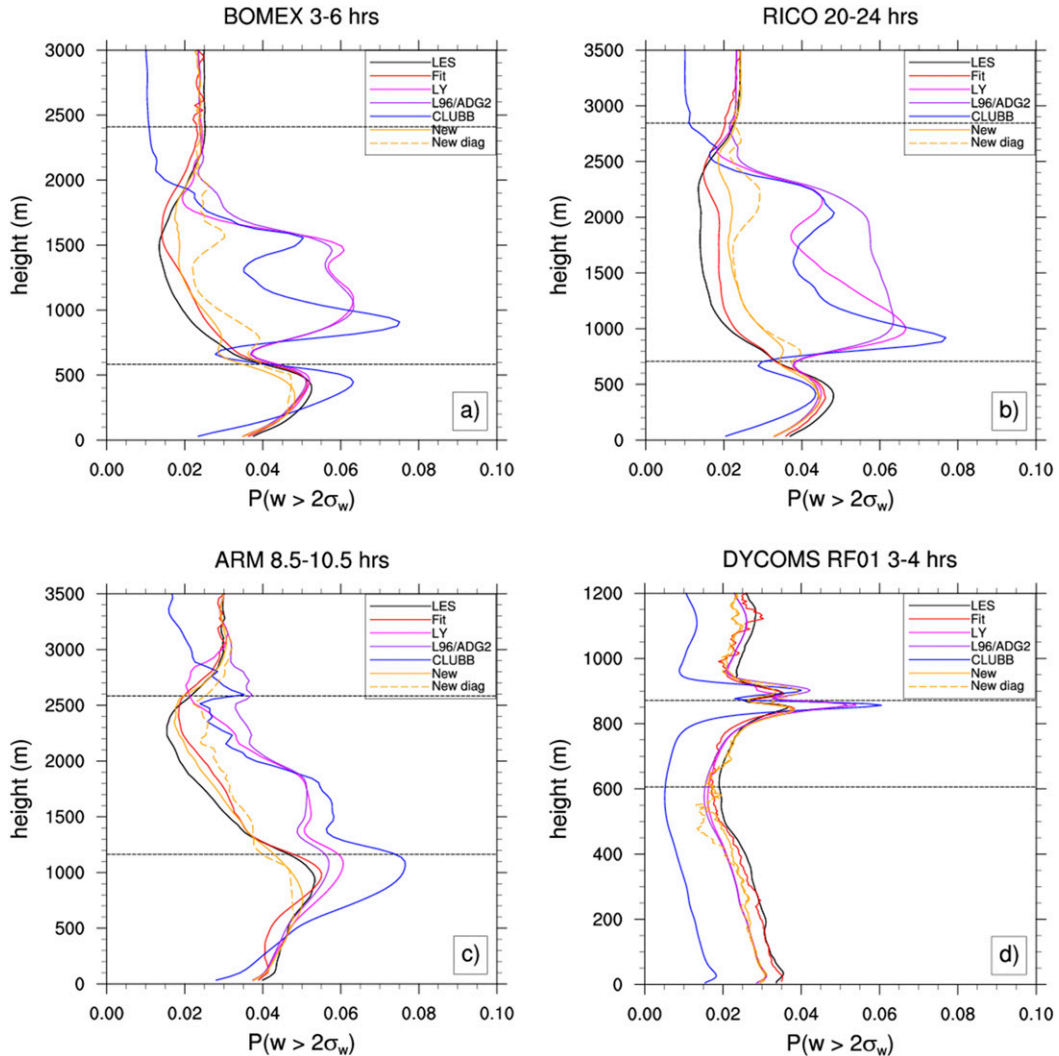 BOMEX 3-6 hrs
3000
2500
2000
1500
1000
500
0
height (m)
LES
Fit
LY
L96/ADG2
CLUBB
New
New diag
a)
0.00 0.02 0.04 0.06 0.08 0.10
P(w > 2σw)
RICO 20-24 hrs
3500
3000
2500
2000
1500
1000
500
0
height (m)
LES
Fit
LY
L96/ADG2
CLUBB
New
New diag
b)
0.00 0.02 0.04 0.06 0.08 0.10
P(w > 2σw)
ARM 8.5-10.5 hrs
3500
3000
2500
2000
1500
1000
500
0
height (m)
LES
Fit
LY
L96/ADG2
CLUBB
New
New diag
c)
0.00 0.02 0.04 0.06 0.08 0.10
P(w > 2σw)
DYCOMS RF01 3-4 hrs
1200
1000
800
600
400
200
0
height (m)
LES
Fit
LY
L96/ADG2
CLUBB
New
New diag
d)
0.00 0.02 0.04 0.06 0.08 0.10
P(w > 2σw)